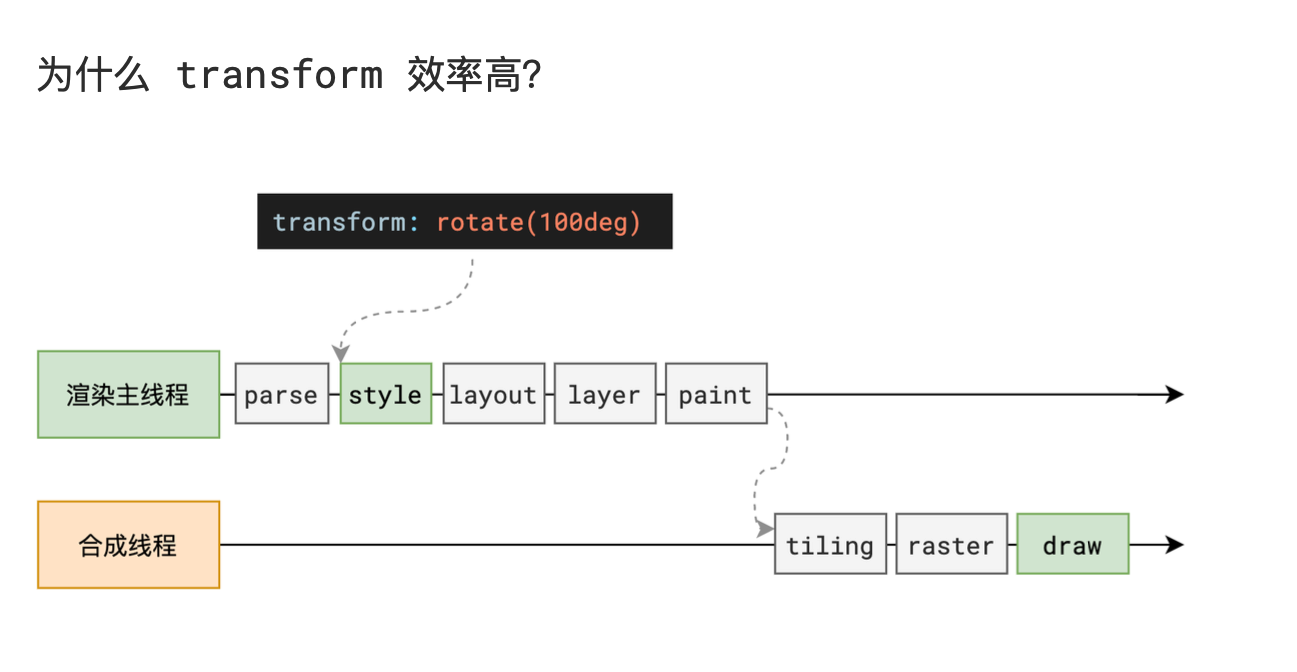 为什么 transform 效率高?
transform: rotate(100deg)
渲染主线程 parse style layout layer paint
合成线程 tiling raster draw